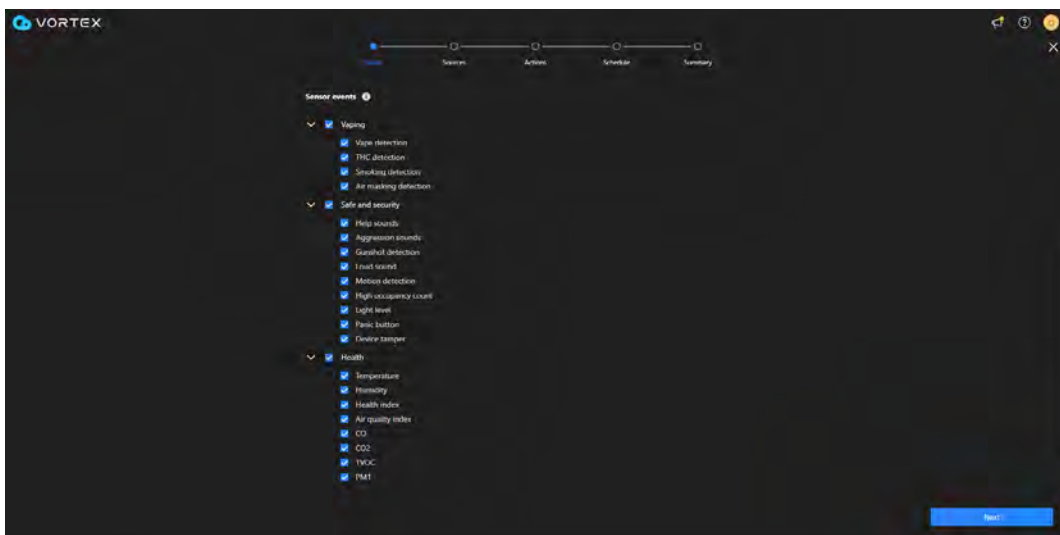 VORTEX
Sources
Actions
Schedule
Summary
Sensor events
Vaping
Vape detection
THC detection
Smoking detection
Air masking detection
Safe and security
Help sounds
Aggression sounds
Gunshot detection
Loud sound
Motion detection
High occupancy count
Light level
Panic button
Device tamper
Health
Temperature
Humidity
Health index
Air quality index
CO
CO2
TVOC
PM1
Next